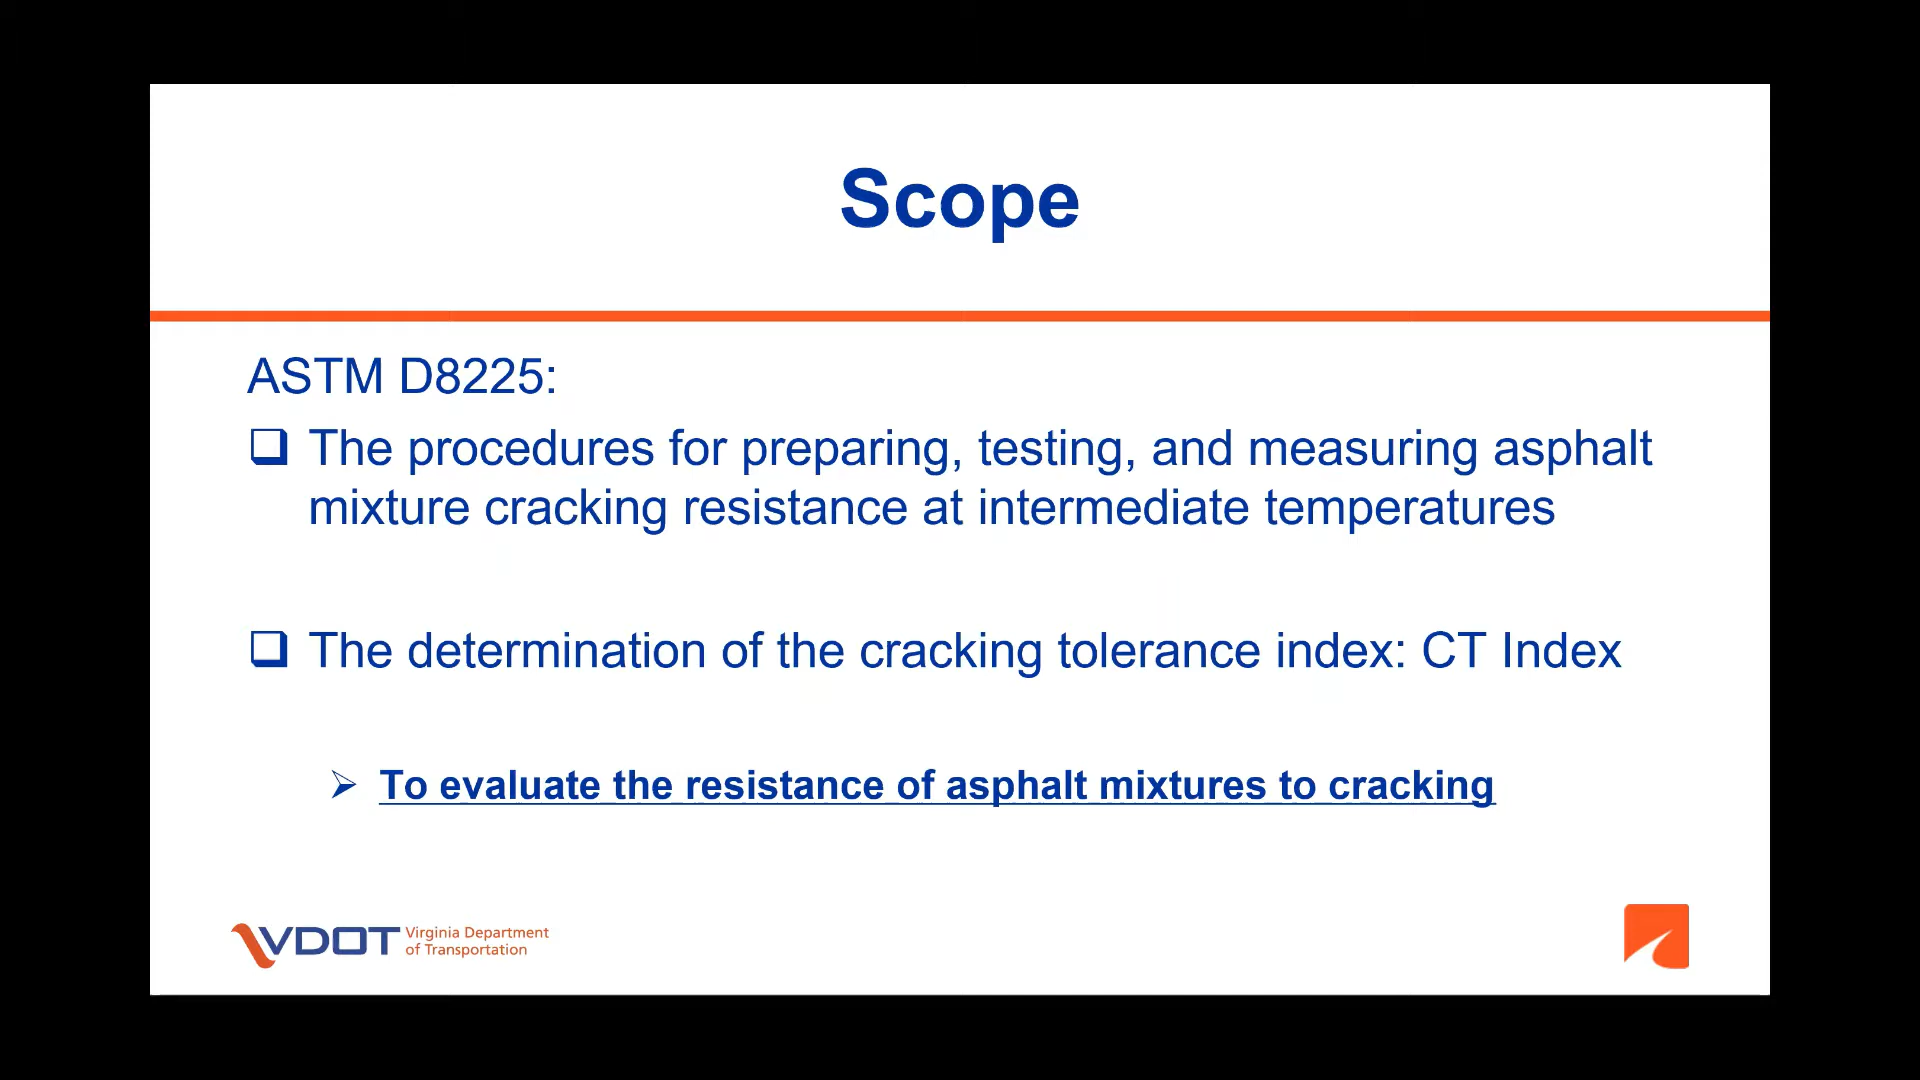 Scope
ASTM D8225:
The procedures for preparing, testing, and measuring asphalt
mixture cracking resistance at intermediate temperatures
The determination of the cracking tolerance index: CT Index
To evaluate the resistance of asphalt mixtures to cracking
VDOT Virginia Department
of Transportation